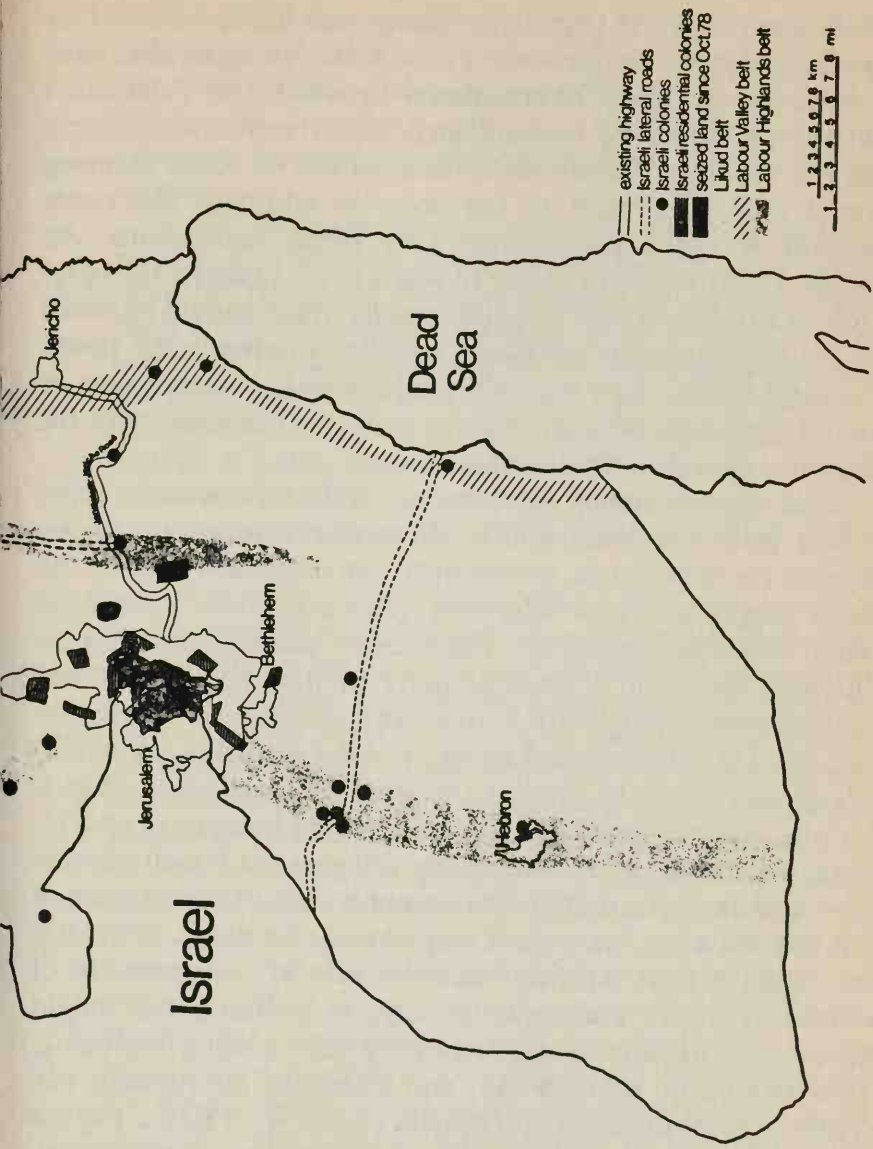 Jericho
Dead
Sea
Jerusalem
Bethlehem
Israel
Hebron
existing highway
Israeli lateral roads
Israeli colonies
Israeli residential colonies
seized land since Oct.78
Likud belt
Labour Valley belt
Labour Highlands belt
1 2 3 4 5 6 7 8 km
1 2 3 4 5 6 7 8 mi